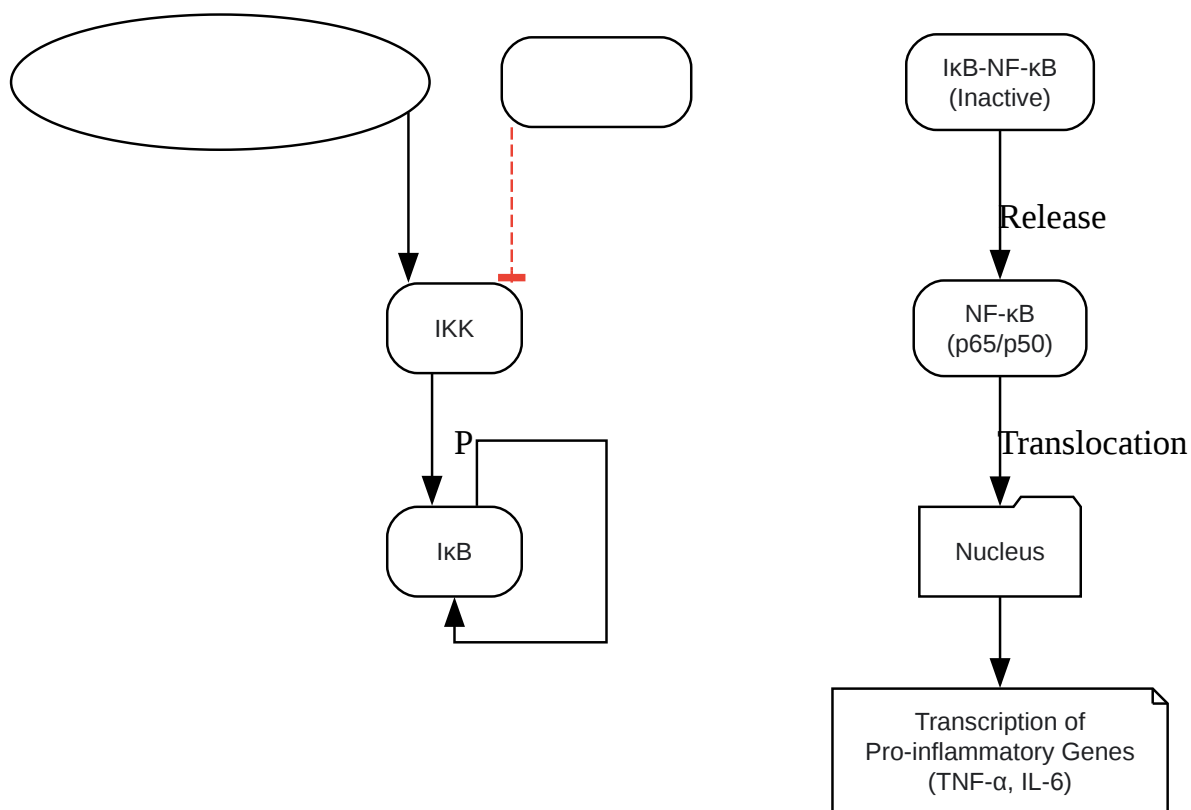 IκB-NF-κB
(Inactive)
Release
IKK
NF-κB
(p65/p50)
P
Translocation
IκB
Nucleus
Transcription of
Pro-inflammatory Genes
(TNF-α, IL-6)